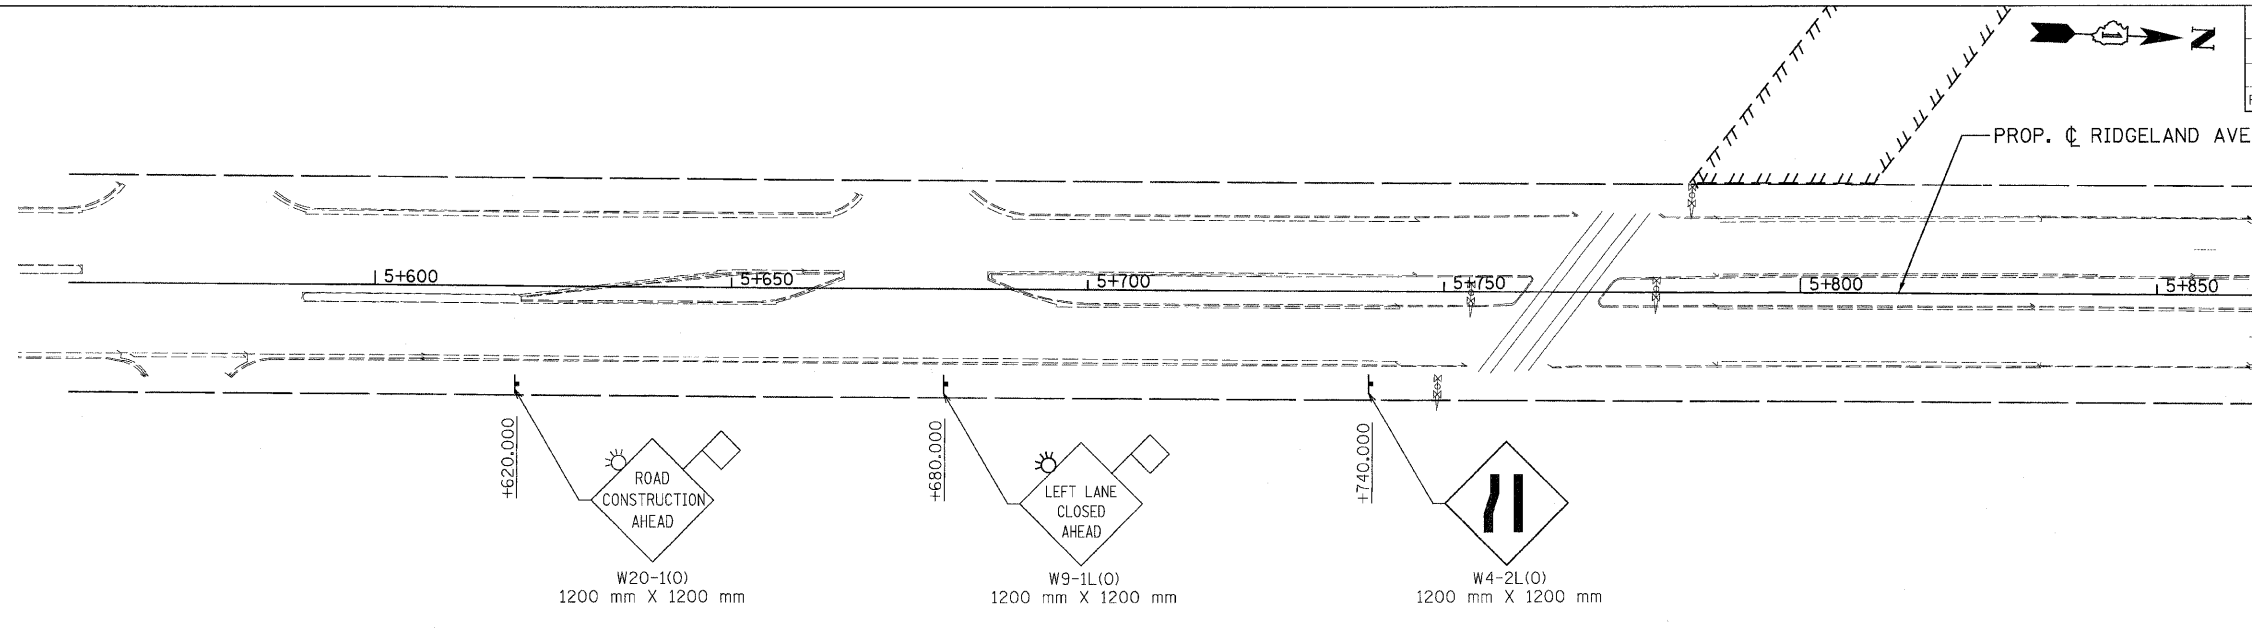 N
PROP. ℄ RIDGELAND AVE
5+600
5+650
5+700
5+750
5+800
5+850
+620.000
+680.000
+740.000
ROAD
CONSTRUCTION
AHEAD
LEFT LANE
CLOSED
AHEAD
W20-1(O)
1200 mm X 1200 mm
W9-1L(O)
1200 mm X 1200 mm
W4-2L(O)
1200 mm X 1200 mm